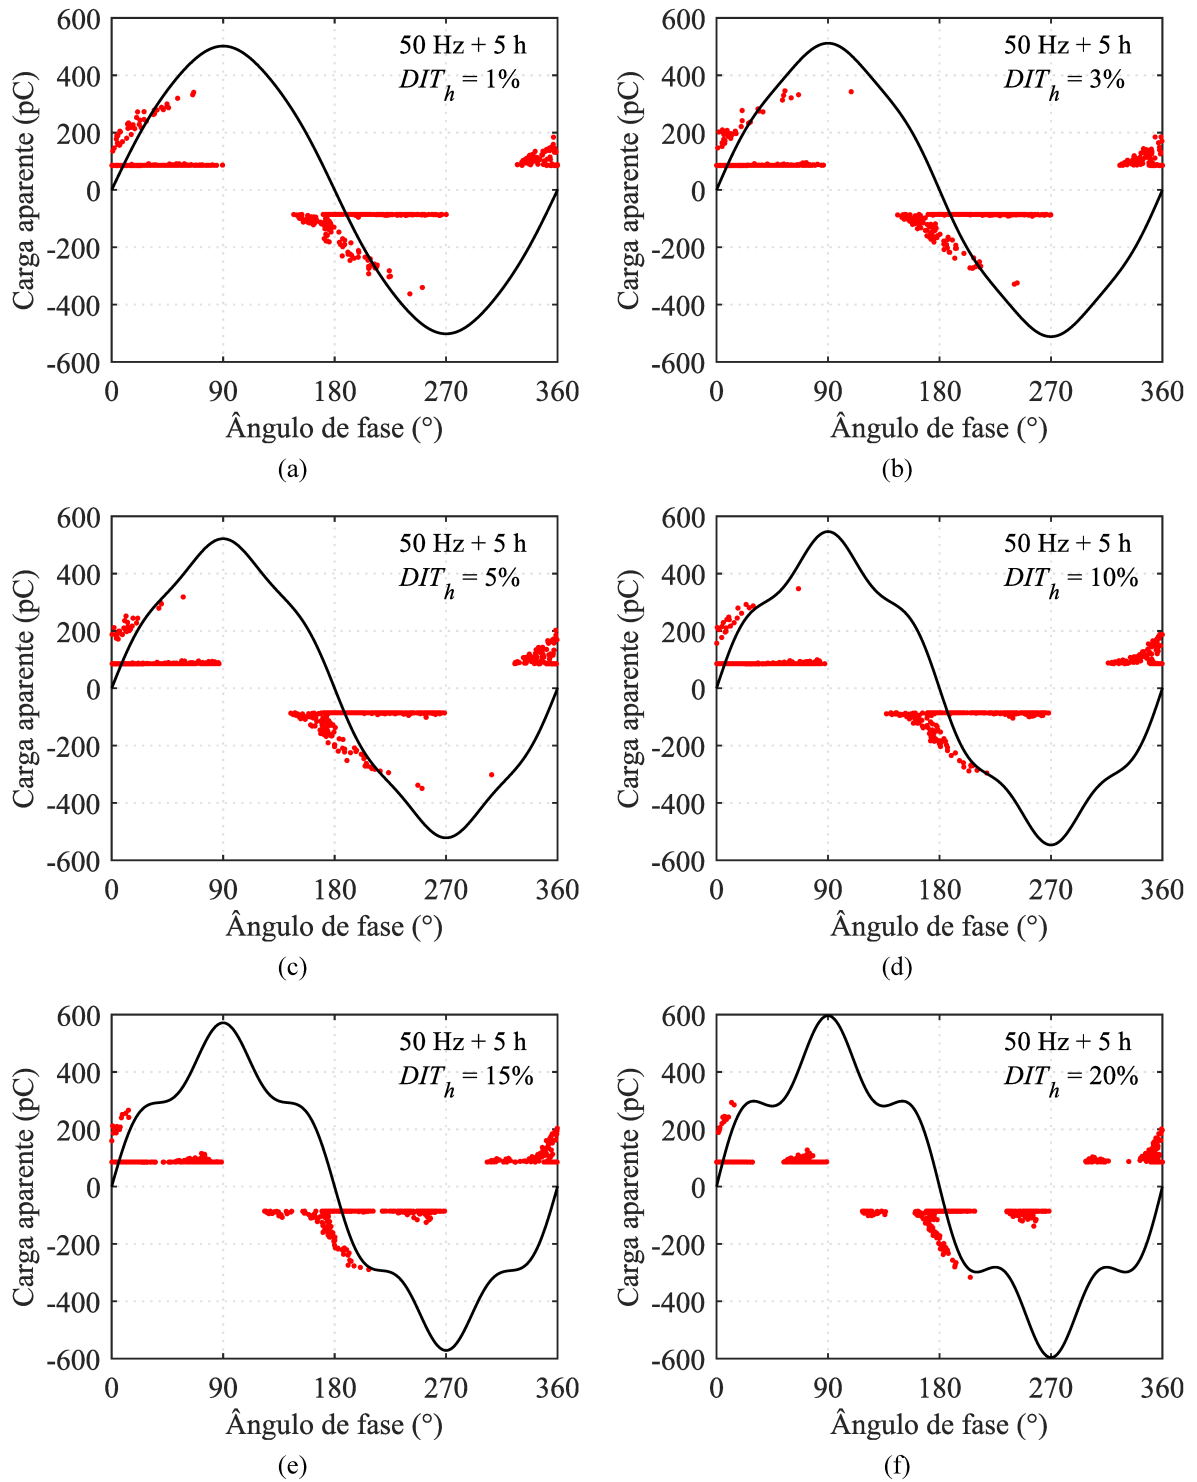 600
400
200
0
-200
-400
-600
Carga aparente (pC)
50 Hz + 5 h
DIT_h = 1%
0 90 180 270 360
Ângulo de fase (°)
(a)
600
400
200
0
-200
-400
-600
Carga aparente (pC)
50 Hz + 5 h
DIT_h = 3%
0 90 180 270 360
Ângulo de fase (°)
(b)
600
400
200
0
-200
-400
-600
Carga aparente (pC)
50 Hz + 5 h
DIT_h = 5%
0 90 180 270 360
Ângulo de fase (°)
(c)
600
400
200
0
-200
-400
-600
Carga aparente (pC)
50 Hz + 5 h
DIT_h = 10%
0 90 180 270 360
Ângulo de fase (°)
(d)
600
400
200
0
-200
-400
-600
Carga aparente (pC)
50 Hz + 5 h
DIT_h = 15%
0 90 180 270 360
Ângulo de fase (°)
(e)
600
400
200
0
-200
-400
-600
Carga aparente (pC)
50 Hz + 5 h
DIT_h = 20%
0 90 180 270 360
Ângulo de fase (°)
(f)